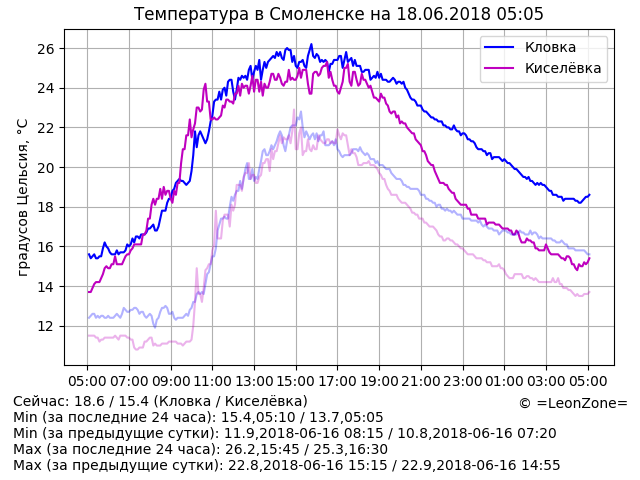 Температура в Смоленске на 18.06.2018 05:05
градусов Цельсия, °C
26
24
22
20
18
16
14
12
Кловка
Киселёвка
05:00 07:00 09:00 11:00 13:00 15:00 17:00 19:00 21:00 23:00 01:00 03:00 05:00
Сейчас: 18.6 / 15.4 (Кловка / Киселёвка)
© =LeonZone=
Min (за последние 24 часа): 15.4,05:10 / 13.7,05:05
Min (за предыдущие сутки): 11.9,2018-06-16 08:15 / 10.8,2018-06-16 07:20
Max (за последние 24 часа): 26.2,15:45 / 25.3,16:30
Max (за предыдущие сутки): 22.8,2018-06-16 15:15 / 22.9,2018-06-16 14:55